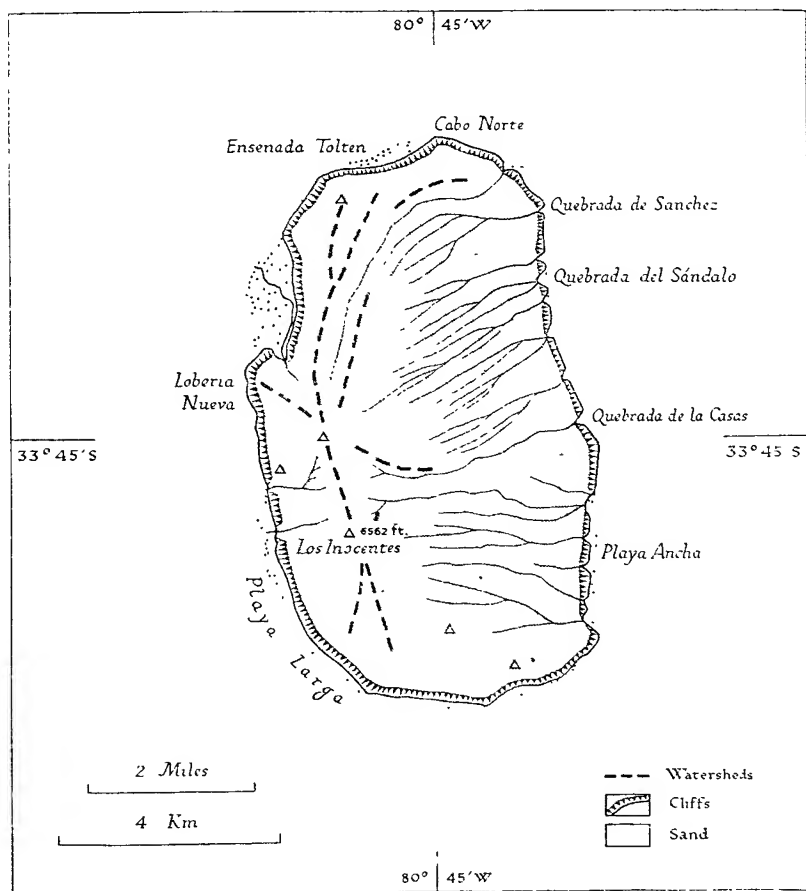 80° 45'W
Cabo Norte
Ensenada Tolten
Quebrada de Sanchez
Quebrada del Sándalo
Loberia
Nueva
Quebrada de la Casas
33° 45'S
33° 45 S
6562 ft.
Los Inocentes
Playa Ancha
Playa Larga
2 Miles
4 Km
Watersheds
Cliffs
Sand
80° 45'W